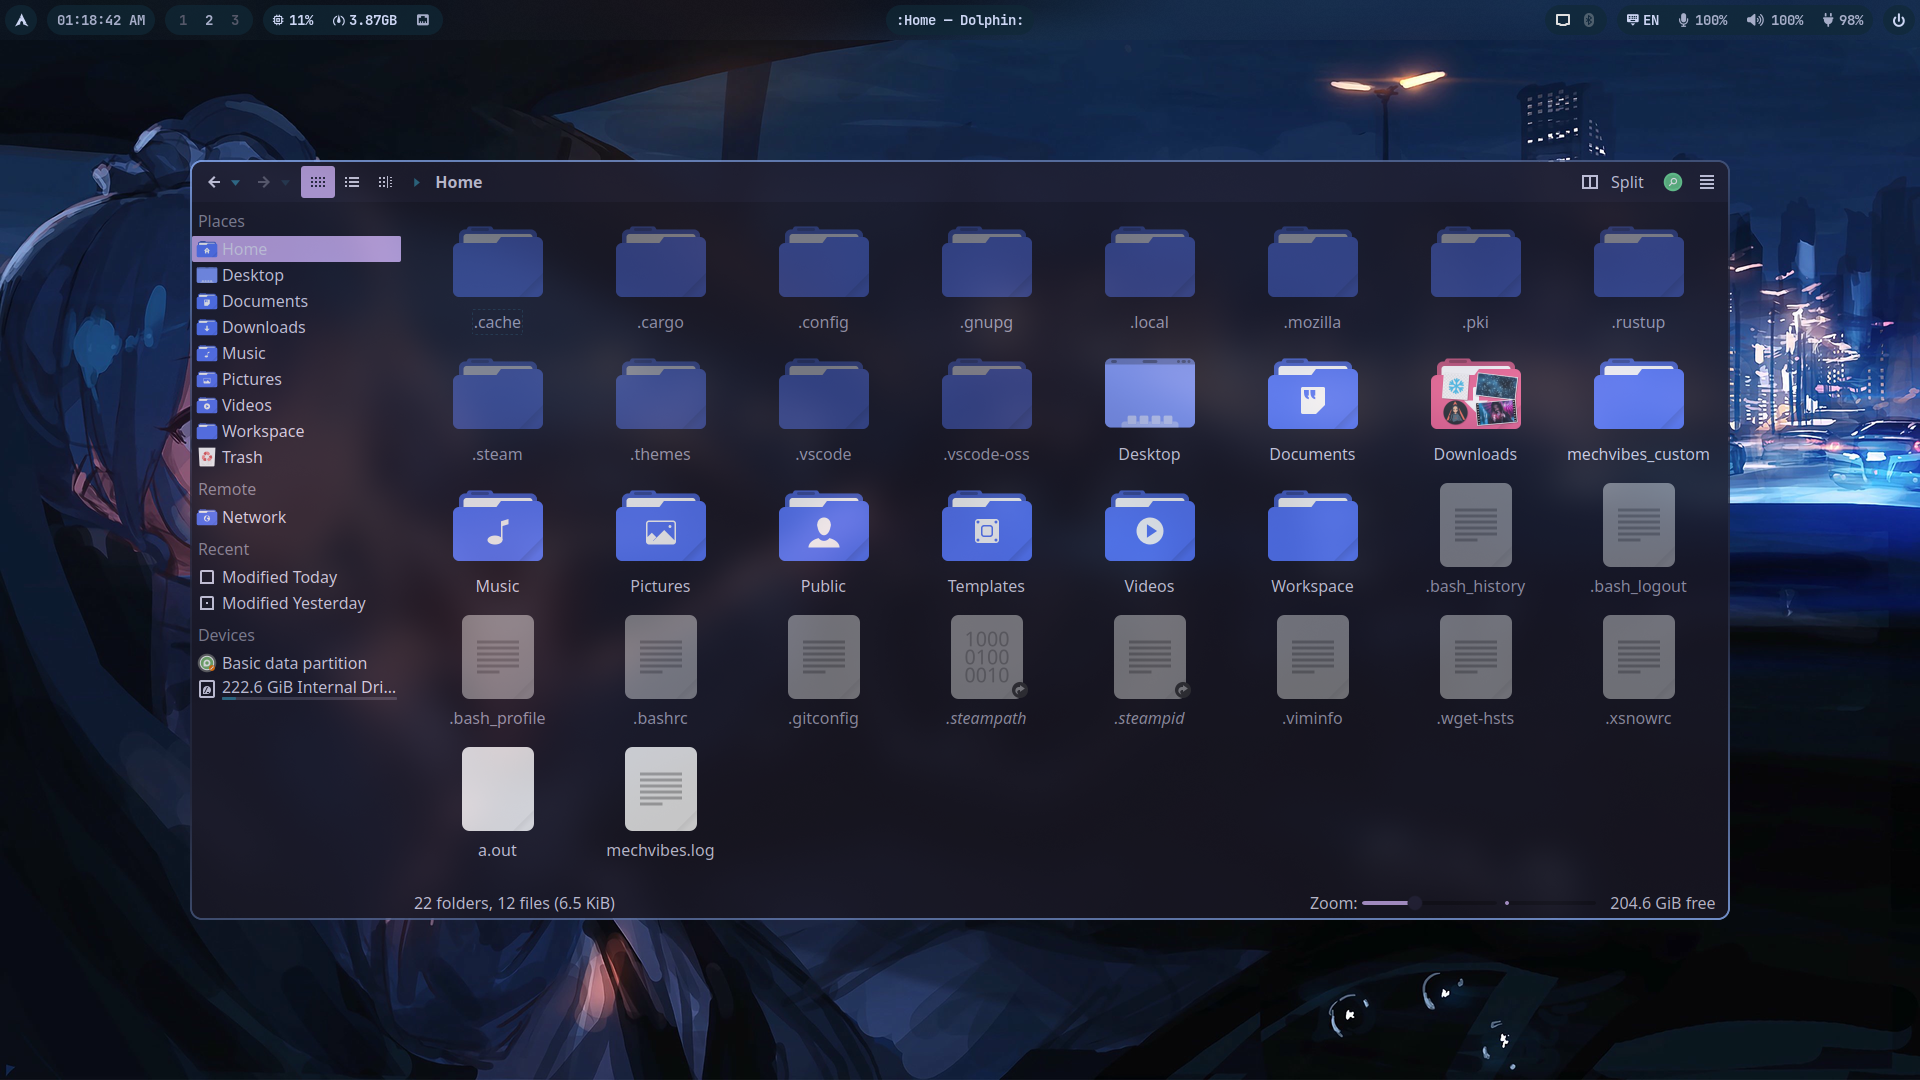 01:18:42 AM 1 2 3 11% 3.87GB :Home — Dolphin: EN 100% 100% 98%
Home Split
Places
Home
Desktop
Documents
Downloads
Music
Pictures
Videos
Workspace
Trash
Remote
Network
Recent
Modified Today
Modified Yesterday
Devices
Basic data partition
222.6 GiB Internal Dri...
.cache .cargo .config .gnupg .local .mozilla .pki .rustup
.steam .themes .vscode .vscode-oss Desktop Documents Downloads mechvibes_custom
Music Pictures Public Templates Videos Workspace .bash_history .bash_logout
1000
0100
0010
.bash_profile .bashrc .gitconfig .steampath .steampid .viminfo .wget-hsts .xsnowrc
a.out mechvibes.log
22 folders, 12 files (6.5 KiB) Zoom: 204.6 GiB free